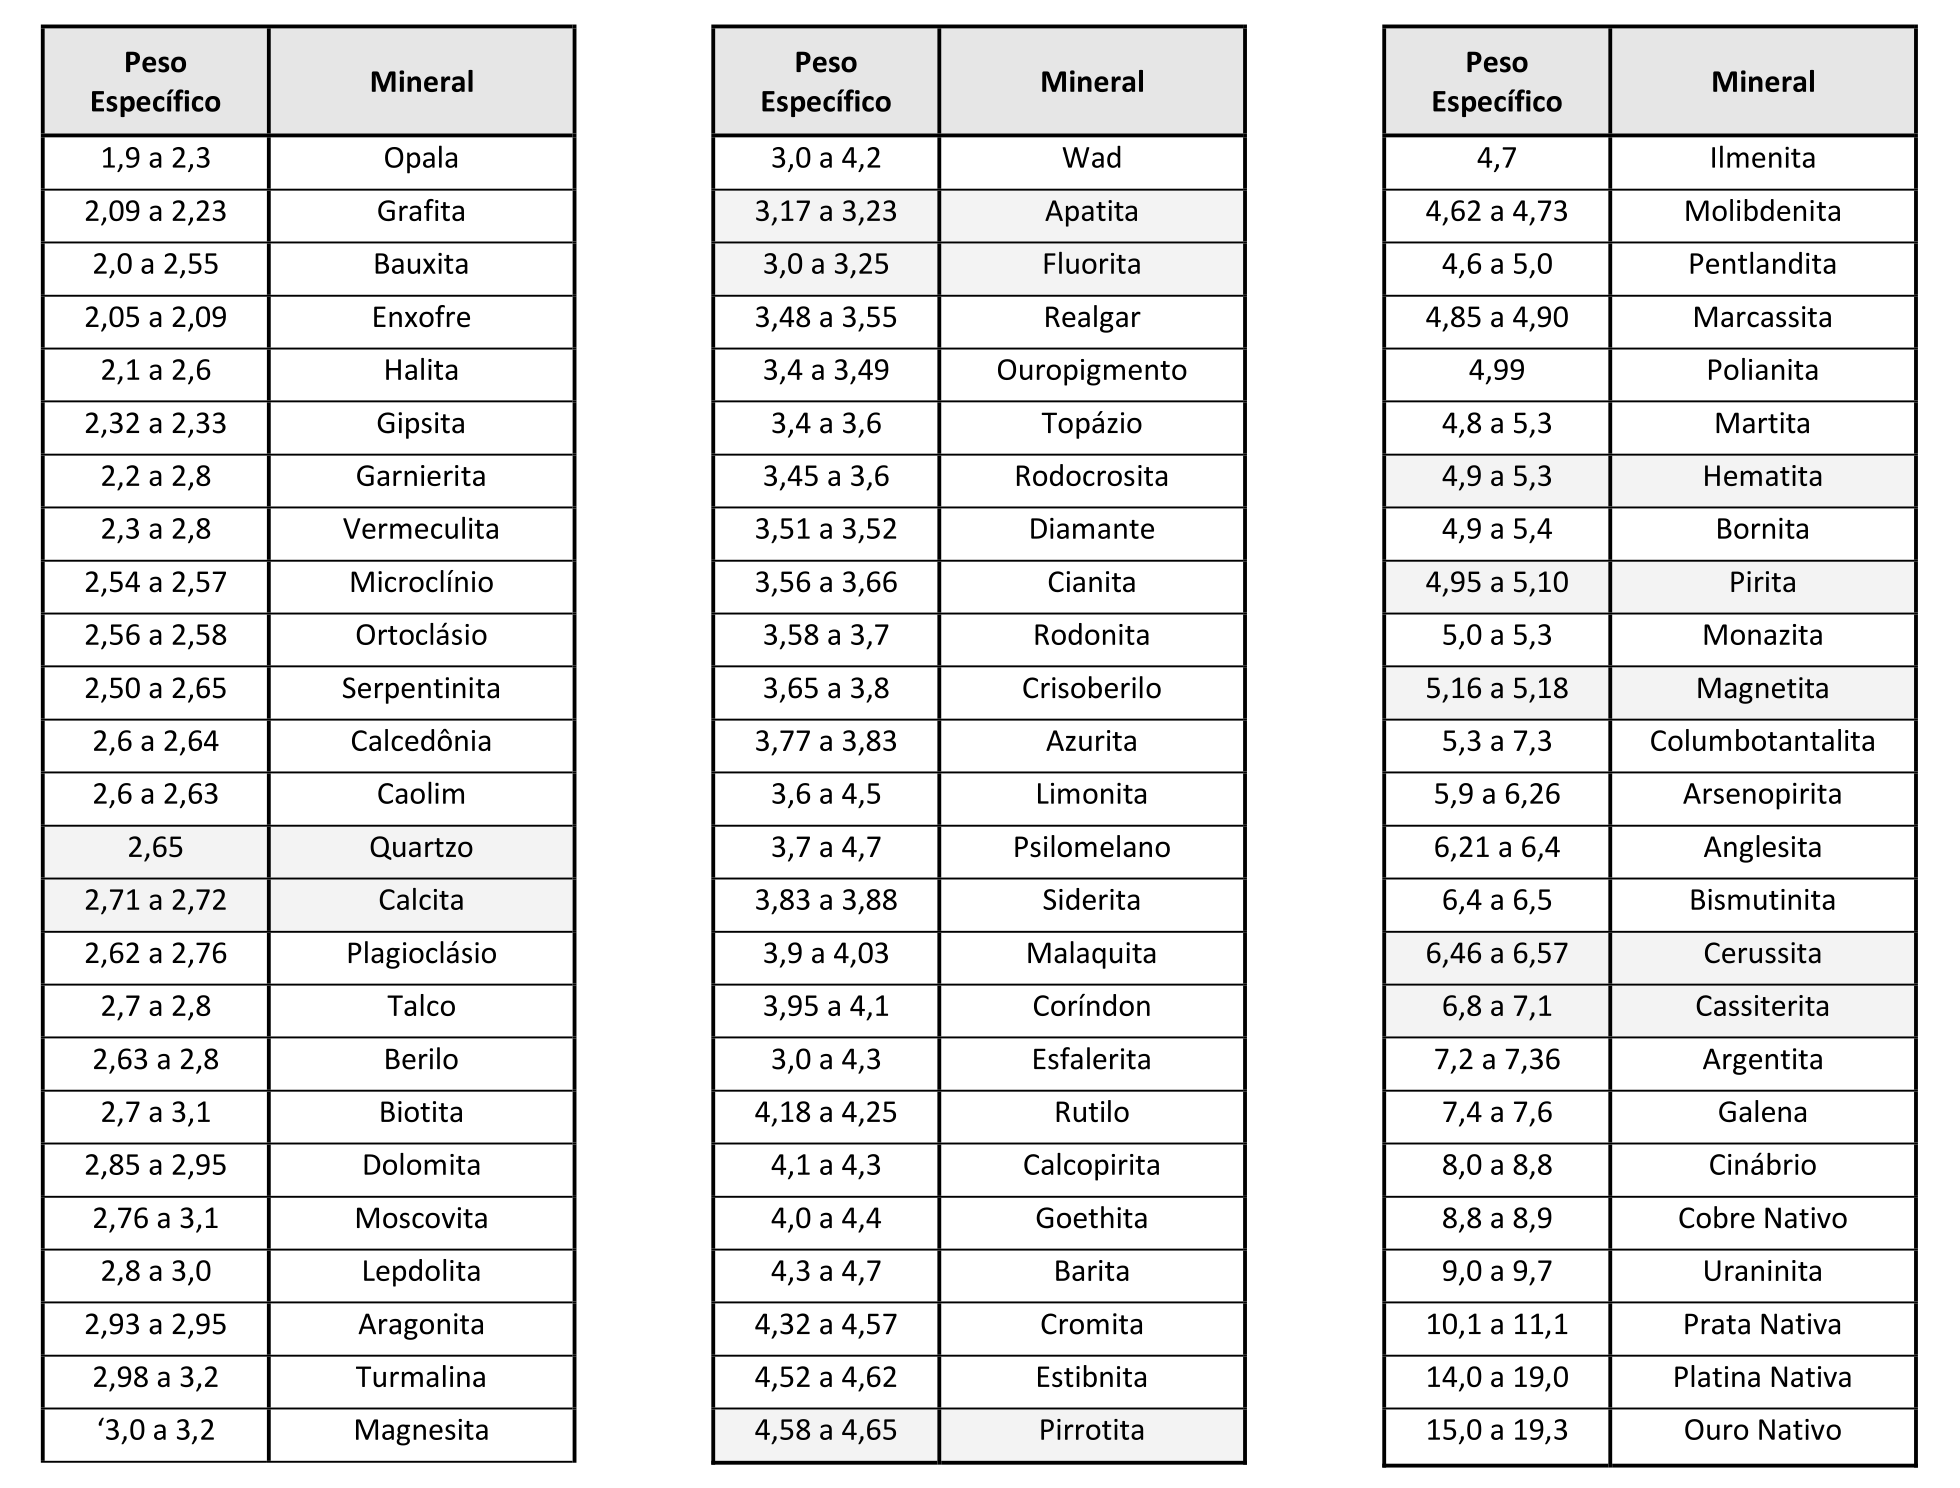 Peso Específico Mineral
1,9 a 2,3 Opala
2,09 a 2,23 Grafita
2,0 a 2,55 Bauxita
2,05 a 2,09 Enxofre
2,1 a 2,6 Halita
2,32 a 2,33 Gipsita
2,2 a 2,8 Garnierita
2,3 a 2,8 Vermeculita
2,54 a 2,57 Microclínio
2,56 a 2,58 Ortoclásio
2,50 a 2,65 Serpentinita
2,6 a 2,64 Calcedônia
2,6 a 2,63 Caolim
2,65 Quartzo
2,71 a 2,72 Calcita
2,62 a 2,76 Plagioclásio
2,7 a 2,8 Talco
2,63 a 2,8 Berilo
2,7 a 3,1 Biotita
2,85 a 2,95 Dolomita
2,76 a 3,1 Moscovita
2,8 a 3,0 Lepdolita
2,93 a 2,95 Aragonita
2,98 a 3,2 Turmalina
‘3,0 a 3,2 Magnesita
Peso Específico Mineral
3,0 a 4,2 Wad
3,17 a 3,23 Apatita
3,0 a 3,25 Fluorita
3,48 a 3,55 Realgar
3,4 a 3,49 Ouropigmento
3,4 a 3,6 Topázio
3,45 a 3,6 Rodocrosita
3,51 a 3,52 Diamante
3,56 a 3,66 Cianita
3,58 a 3,7 Rodonita
3,65 a 3,8 Crisoberilo
3,77 a 3,83 Azurita
3,6 a 4,5 Limonita
3,7 a 4,7 Psilomelano
3,83 a 3,88 Siderita
3,9 a 4,03 Malaquita
3,95 a 4,1 Coríndon
3,0 a 4,3 Esfalerita
4,18 a 4,25 Rutilo
4,1 a 4,3 Calcopirita
4,0 a 4,4 Goethita
4,3 a 4,7 Barita
4,32 a 4,57 Cromita
4,52 a 4,62 Estibnita
4,58 a 4,65 Pirrotita
Peso Específico Mineral
4,7 Ilmenita
4,62 a 4,73 Molibdenita
4,6 a 5,0 Pentlandita
4,85 a 4,90 Marcassita
4,99 Polianita
4,8 a 5,3 Martita
4,9 a 5,3 Hematita
4,9 a 5,4 Bornita
4,95 a 5,10 Pirita
5,0 a 5,3 Monazita
5,16 a 5,18 Magnetita
5,3 a 7,3 Columbotantalita
5,9 a 6,26 Arsenopirita
6,21 a 6,4 Anglesita
6,4 a 6,5 Bismutinita
6,46 a 6,57 Cerussita
6,8 a 7,1 Cassiterita
7,2 a 7,36 Argentita
7,4 a 7,6 Galena
8,0 a 8,8 Cinábrio
8,8 a 8,9 Cobre Nativo
9,0 a 9,7 Uraninita
10,1 a 11,1 Prata Nativa
14,0 a 19,0 Platina Nativa
15,0 a 19,3 Ouro Nativo